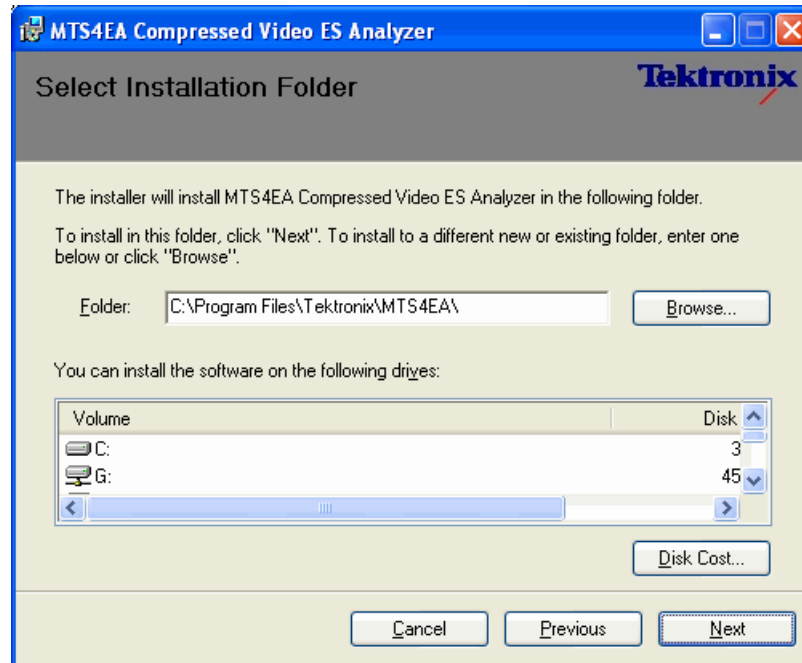 MTS4EA Compressed Video ES Analyzer
Select Installation Folder
Tektronix
The installer will install MTS4EA Compressed Video ES Analyzer in the following folder.
To install in this folder, click "Next". To install to a different new or existing folder, enter one
below or click "Browse".
Folder:
C:\Program Files\Tektronix\MTS4EA\
Browse...
You can install the software on the following drives:
Volume
Disk
C:
3
G:
45
Disk Cost...
Cancel
Previous
Next